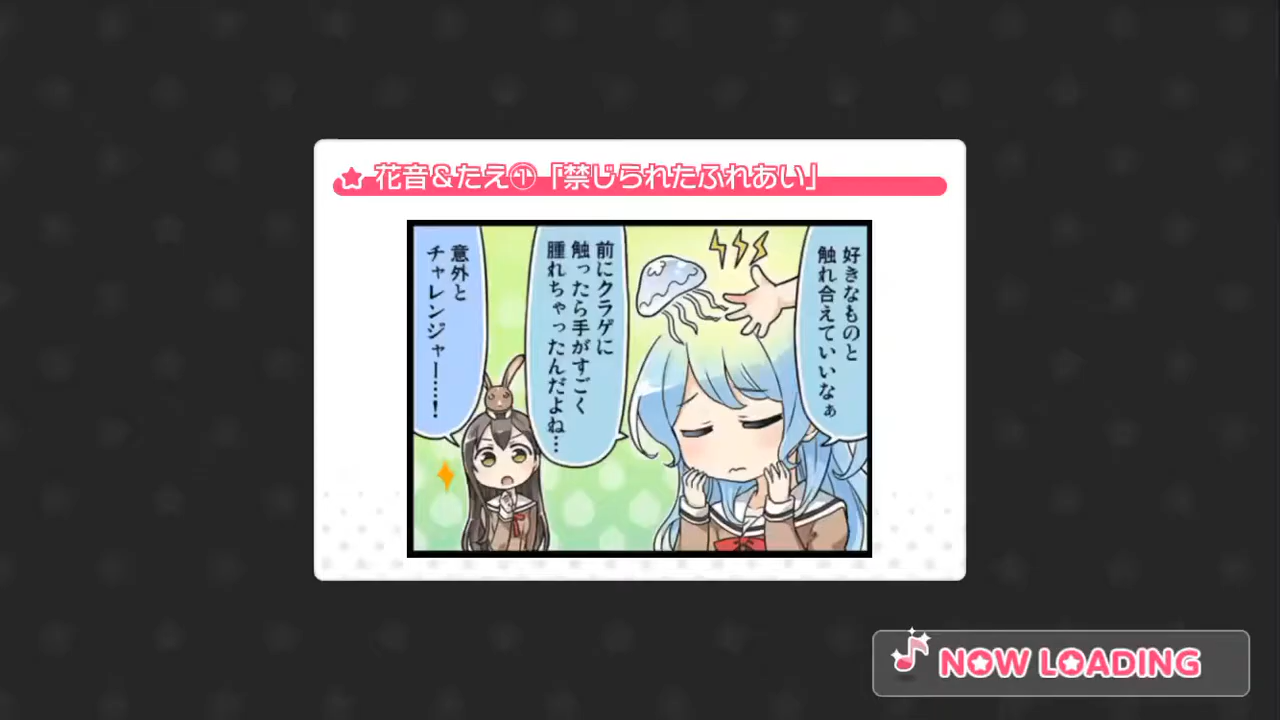 花音&たえ①「禁じられたふれあい」
好きなものと
触れ合えていいなぁ
前にクラゲに
触ったら手がすごく
腫れちゃったんだよね…
意外と
チャレンジャー……!
NOW LOADING